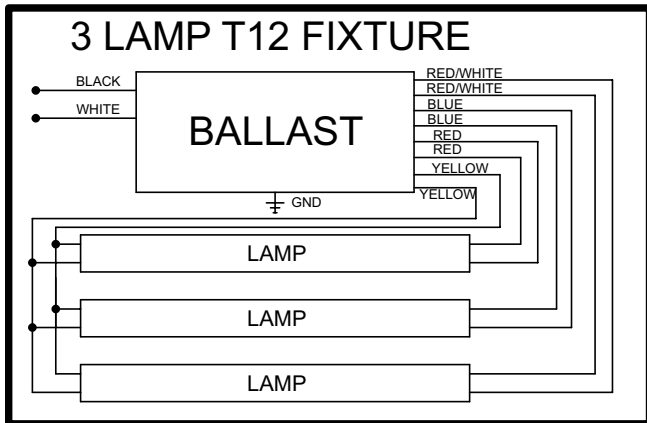 3 LAMP T12 FIXTURE
BLACK
WHITE
BALLAST
RED/WHITE
RED/WHITE
BLUE
BLUE
RED
RED
YELLOW
YELLOW
GND
LAMP
LAMP
LAMP